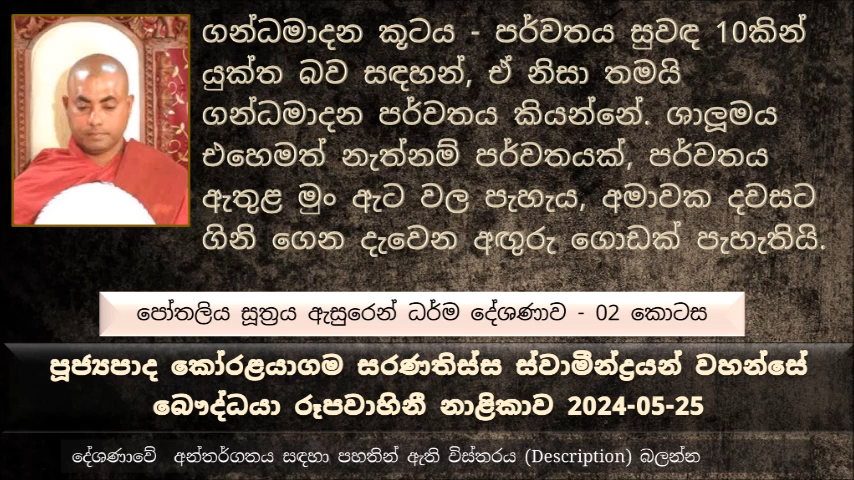 ගන්ධමාදන කූටය - පර්වතය සුවඳ 10කින්
යුක්ත බව සඳහන්, ඒ නිසා තමයි
ගන්ධමාදන පර්වතය කියන්නේ. ශාලූමය
එහෙමත් නැත්නම් පර්වතයක්, පර්වතය
ඇතුළ මුං ඇට වල පැහැය, අමාවක දවසට
ගිනි ගෙන දැවෙන අඟුරු ගොඩක් පැහැතියි.
පෝතලිය සූත්‍රය ඇසුරෙන් ධර්ම දේශණාව - 02 කොටස
පූජ්‍යපාද කෝරළයාගම සරණතිස්ස ස්වාමීන්ද්‍රයන් වහන්සේ
බෞද්ධයා රූපවාහිනී නාළිකාව 2024-05-25
දේශණාවේ අන්තර්ගතය සඳහා පහතින් ඇති විස්තරය (Description) බලන්න